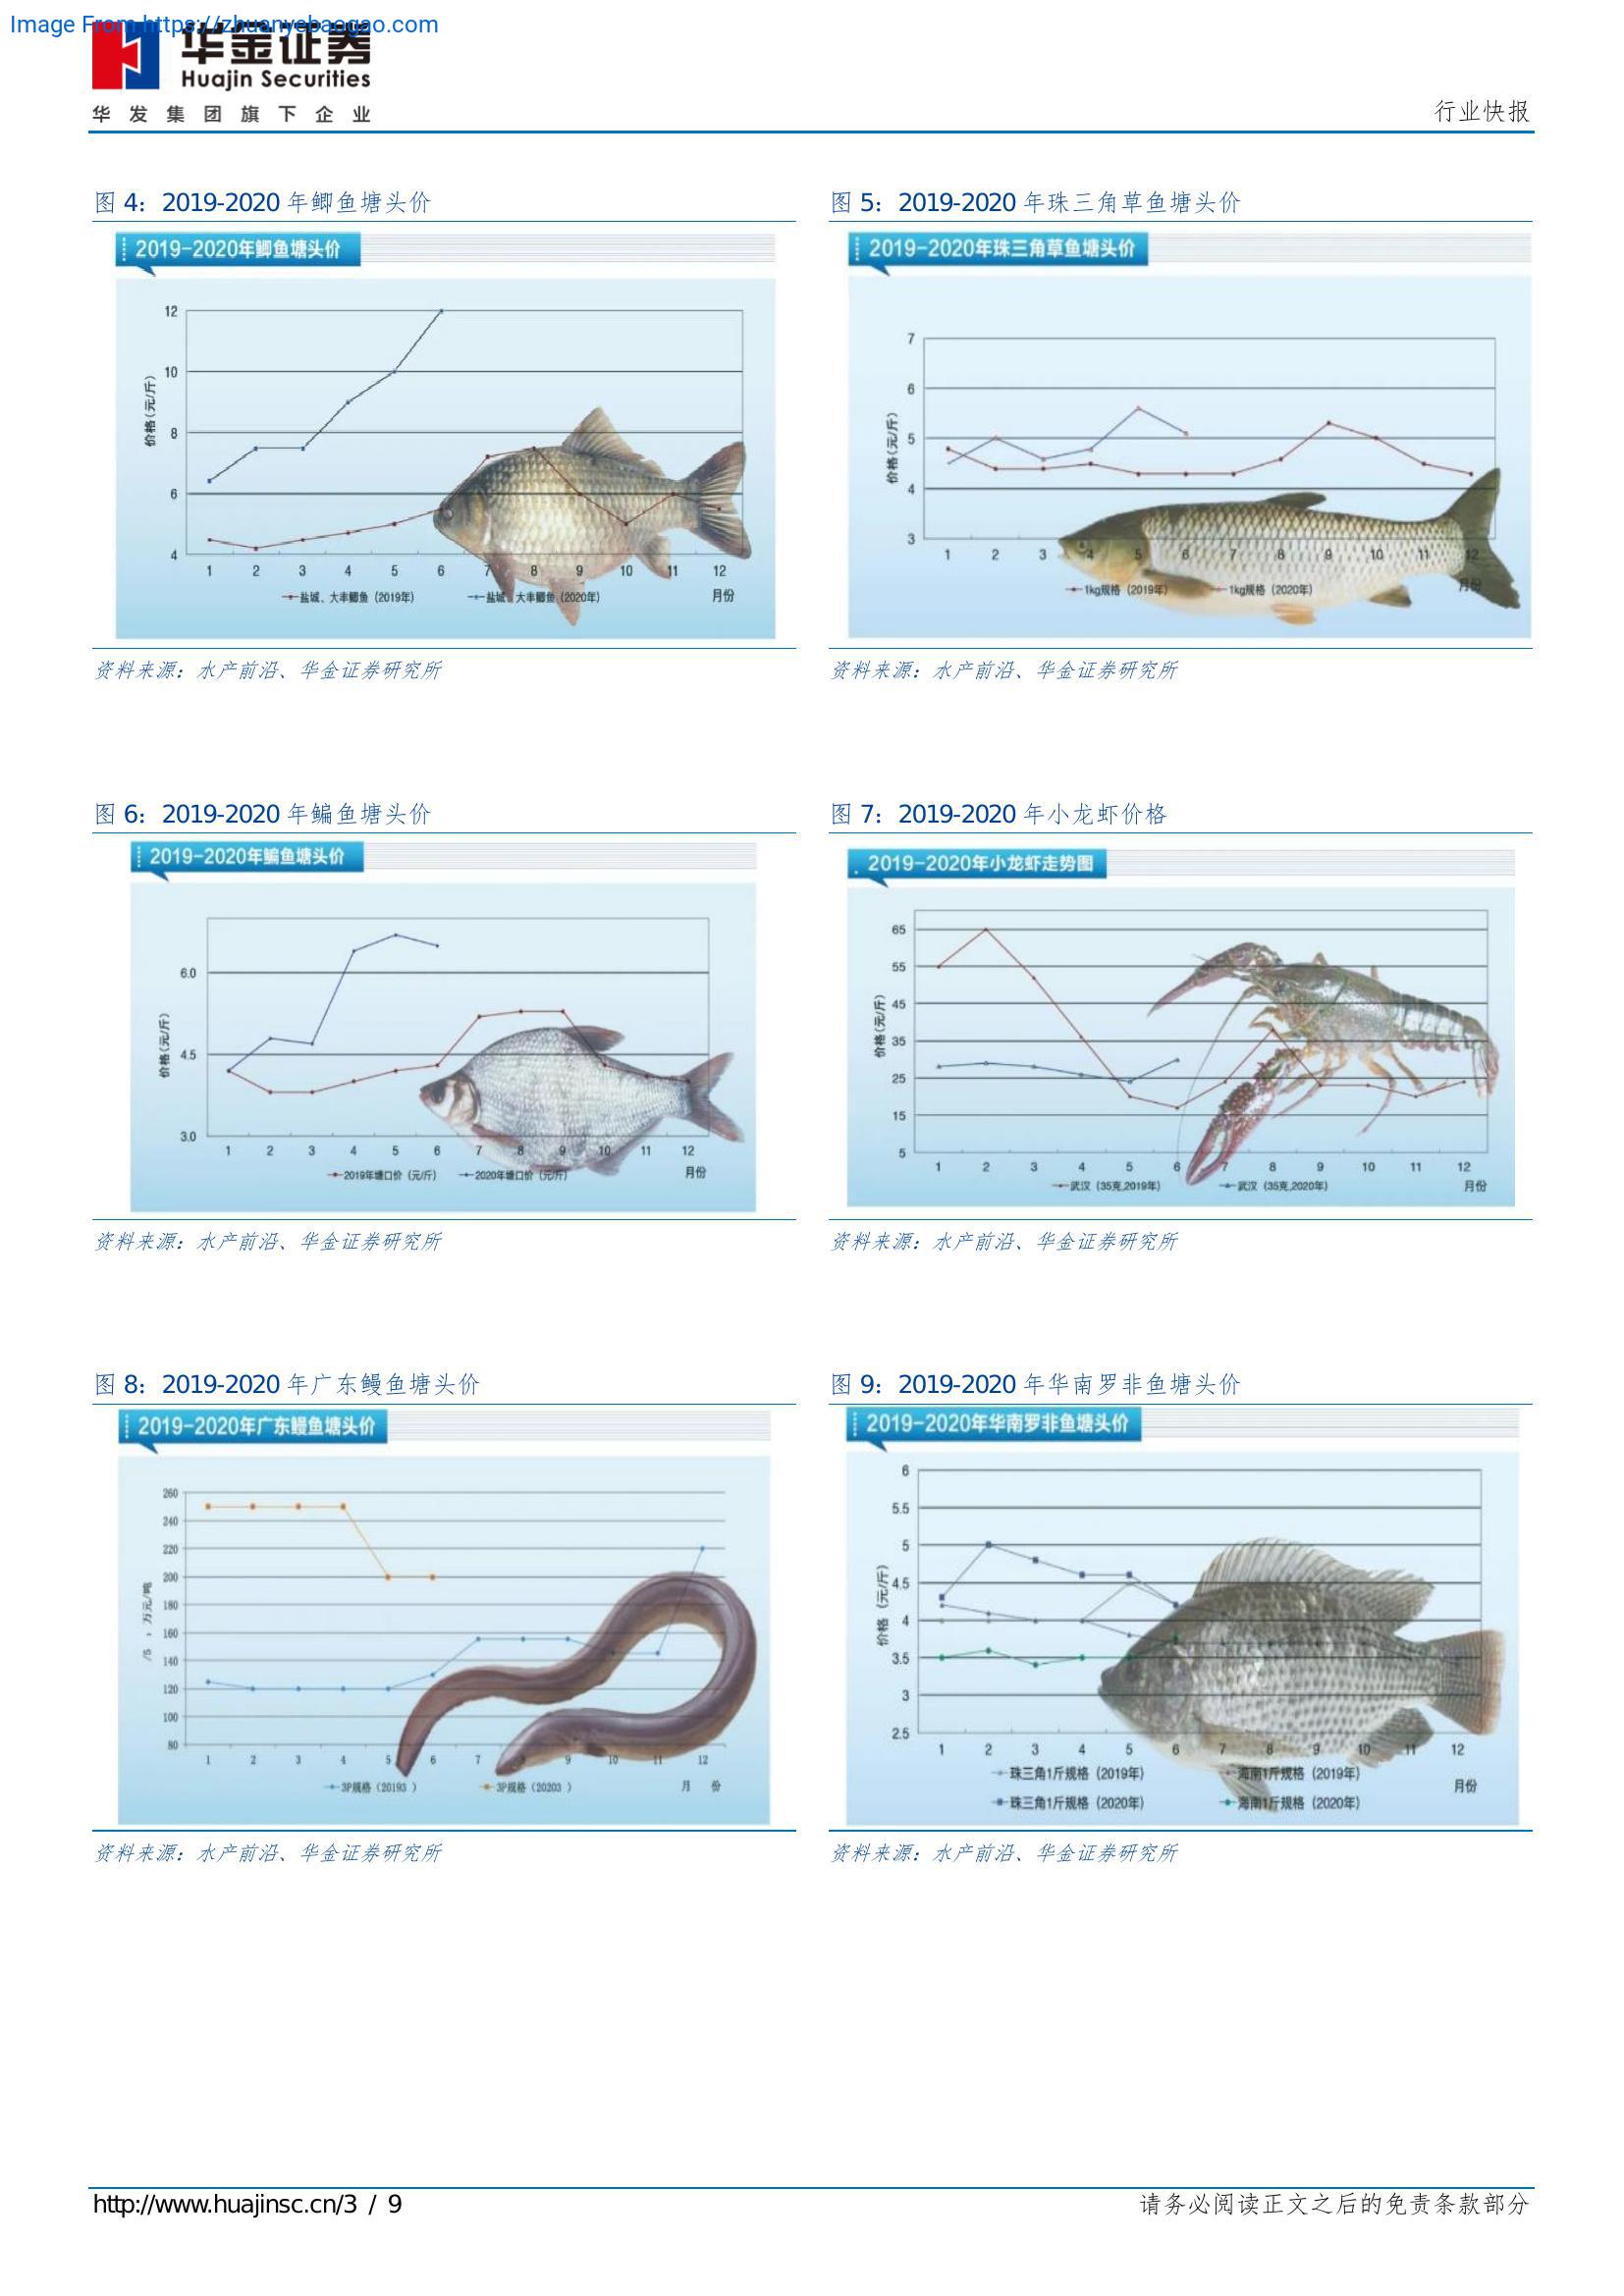 Image From https://zhuanyebaogao.com
华金证券
Huajin Securities
华发集团旗下企业
行业快报
图 4：2019-2020 年鲫鱼塘头价
2019-2020年鲫鱼塘头价
价格(元/斤)
12
10
8
6
4
1 2 3 4 5 6 7 8 9 10 11 12
盐城、大丰鲫鱼（2019年） 盐城、大丰鲫鱼（2020年） 月份
资料来源：水产前沿、华金证券研究所
图 5：2019-2020 年珠三角草鱼塘头价
2019-2020年珠三角草鱼塘头价
价格(元/斤)
7
6
5
4
3
1 2 3 4 5 6 7 8 9 10 11 12
1kg规格（2019年） 1kg规格（2020年） 月份
资料来源：水产前沿、华金证券研究所
图 6：2019-2020 年鳊鱼塘头价
2019-2020年鳊鱼塘头价
价格(元/斤)
6.0
4.5
3.0
1 2 3 4 5 6 7 8 9 10 11 12
2019年塘口价（元/斤） 2020年塘口价（元/斤） 月份
资料来源：水产前沿、华金证券研究所
图 7：2019-2020 年小龙虾价格
2019-2020年小龙虾走势图
价格(元/斤)
65
55
45
35
25
15
5
1 2 3 4 5 6 7 8 9 10 11 12
武汉（35克,2019年） 武汉（35克,2020年） 月份
资料来源：水产前沿、华金证券研究所
图 8：2019-2020 年广东鳗鱼塘头价
2019-2020年广东鳗鱼塘头价
万元/吨
260
240
220
200
180
160
140
120
100
80
1 2 3 4 5 6 7 8 9 10 11 12
3P规格（20193 ） 3P规格（20203 ） 月 份
资料来源：水产前沿、华金证券研究所
图 9：2019-2020 年华南罗非鱼塘头价
2019-2020年华南罗非鱼塘头价
价格（元/斤）
6
5.5
5
4.5
4
3.5
3
2.5
1 2 3 4 5 6 7 8 9 10 11 12
珠三角1斤规格（2019年） 海南1斤规格（2019年）
月份
珠三角1斤规格（2020年） 海南1斤规格（2020年）
资料来源：水产前沿、华金证券研究所
http://www.huajinsc.cn/3 / 9
请务必阅读正文之后的免责条款部分